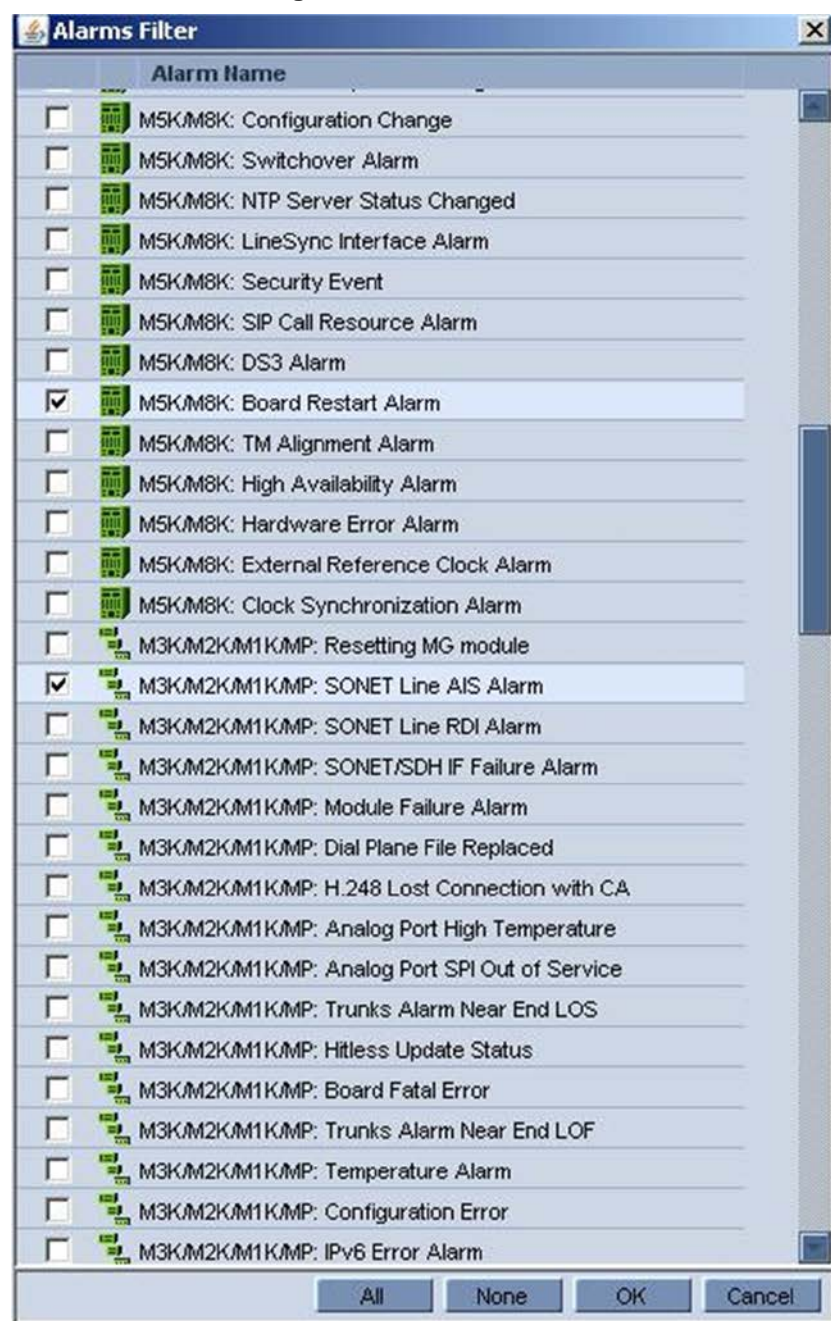 Alarms Filter
Alarm Name
M5K/M8K: Configuration Change
M5K/M8K: Switchover Alarm
M5K/M8K: NTP Server Status Changed
M5K/M8K: LineSync Interface Alarm
M5K/M8K: Security Event
M5K/M8K: SIP Call Resource Alarm
M5K/M8K: DS3 Alarm
M5K/M8K: Board Restart Alarm
M5K/M8K: TM Alignment Alarm
M5K/M8K: High Availability Alarm
M5K/M8K: Hardware Error Alarm
M5K/M8K: External Reference Clock Alarm
M5K/M8K: Clock Synchronization Alarm
M3K/M2K/M1K/MP: Resetting MG module
M3K/M2K/M1K/MP: SONET Line AIS Alarm
M3K/M2K/M1K/MP: SONET Line RDI Alarm
M3K/M2K/M1K/MP: SONET/SDH IF Failure Alarm
M3K/M2K/M1K/MP: Module Failure Alarm
M3K/M2K/M1K/MP: Dial Plane File Replaced
M3K/M2K/M1K/MP: H.248 Lost Connection with CA
M3K/M2K/M1K/MP: Analog Port High Temperature
M3K/M2K/M1K/MP: Analog Port SPI Out of Service
M3K/M2K/M1K/MP: Trunks Alarm Near End LOS
M3K/M2K/M1K/MP: Hitless Update Status
M3K/M2K/M1K/MP: Board Fatal Error
M3K/M2K/M1K/MP: Trunks Alarm Near End LOF
M3K/M2K/M1K/MP: Temperature Alarm
M3K/M2K/M1K/MP: Configuration Error
M3K/M2K/M1K/MP: IPv6 Error Alarm
All None OK Cancel